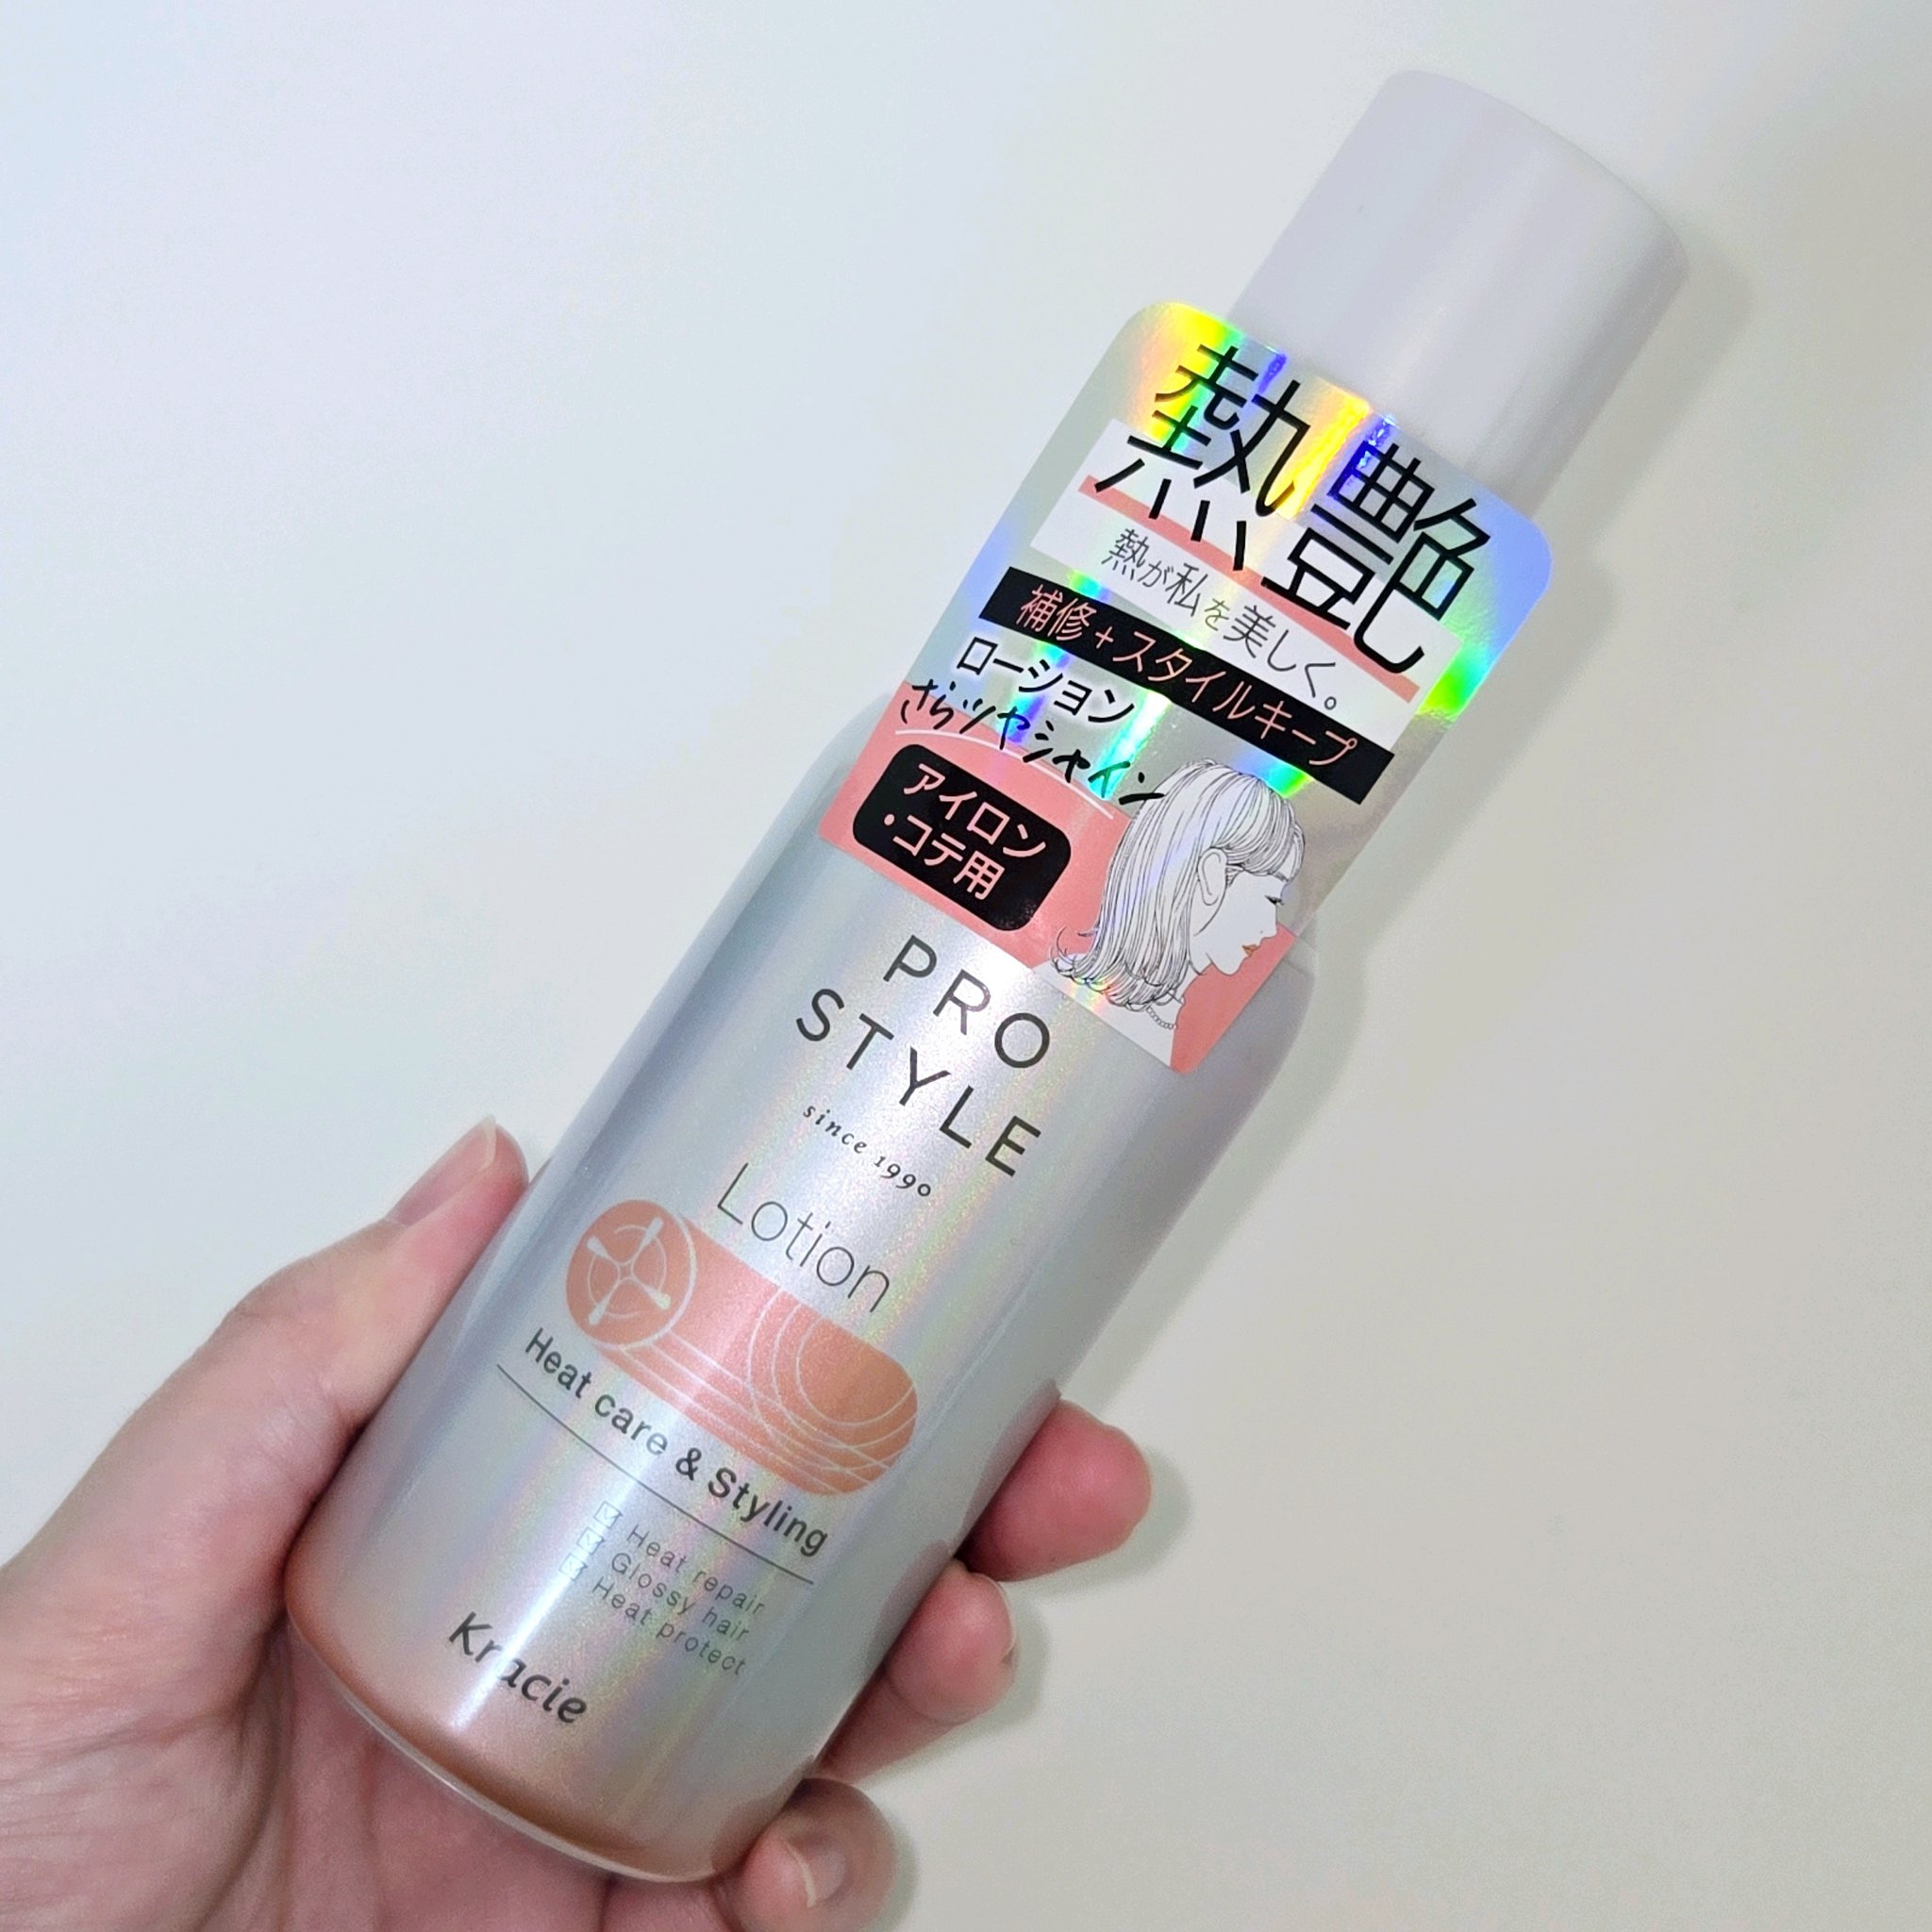 熱艶
熱が私を美しく。
補修+スタイルキープ
ローション
さらツヤシャイン
アイロン
・コテ用
PRO
STYLE
since 1990
Lotion
Heat care & Styling
Heat repair
Glossy hair
Heat protect
Kracie